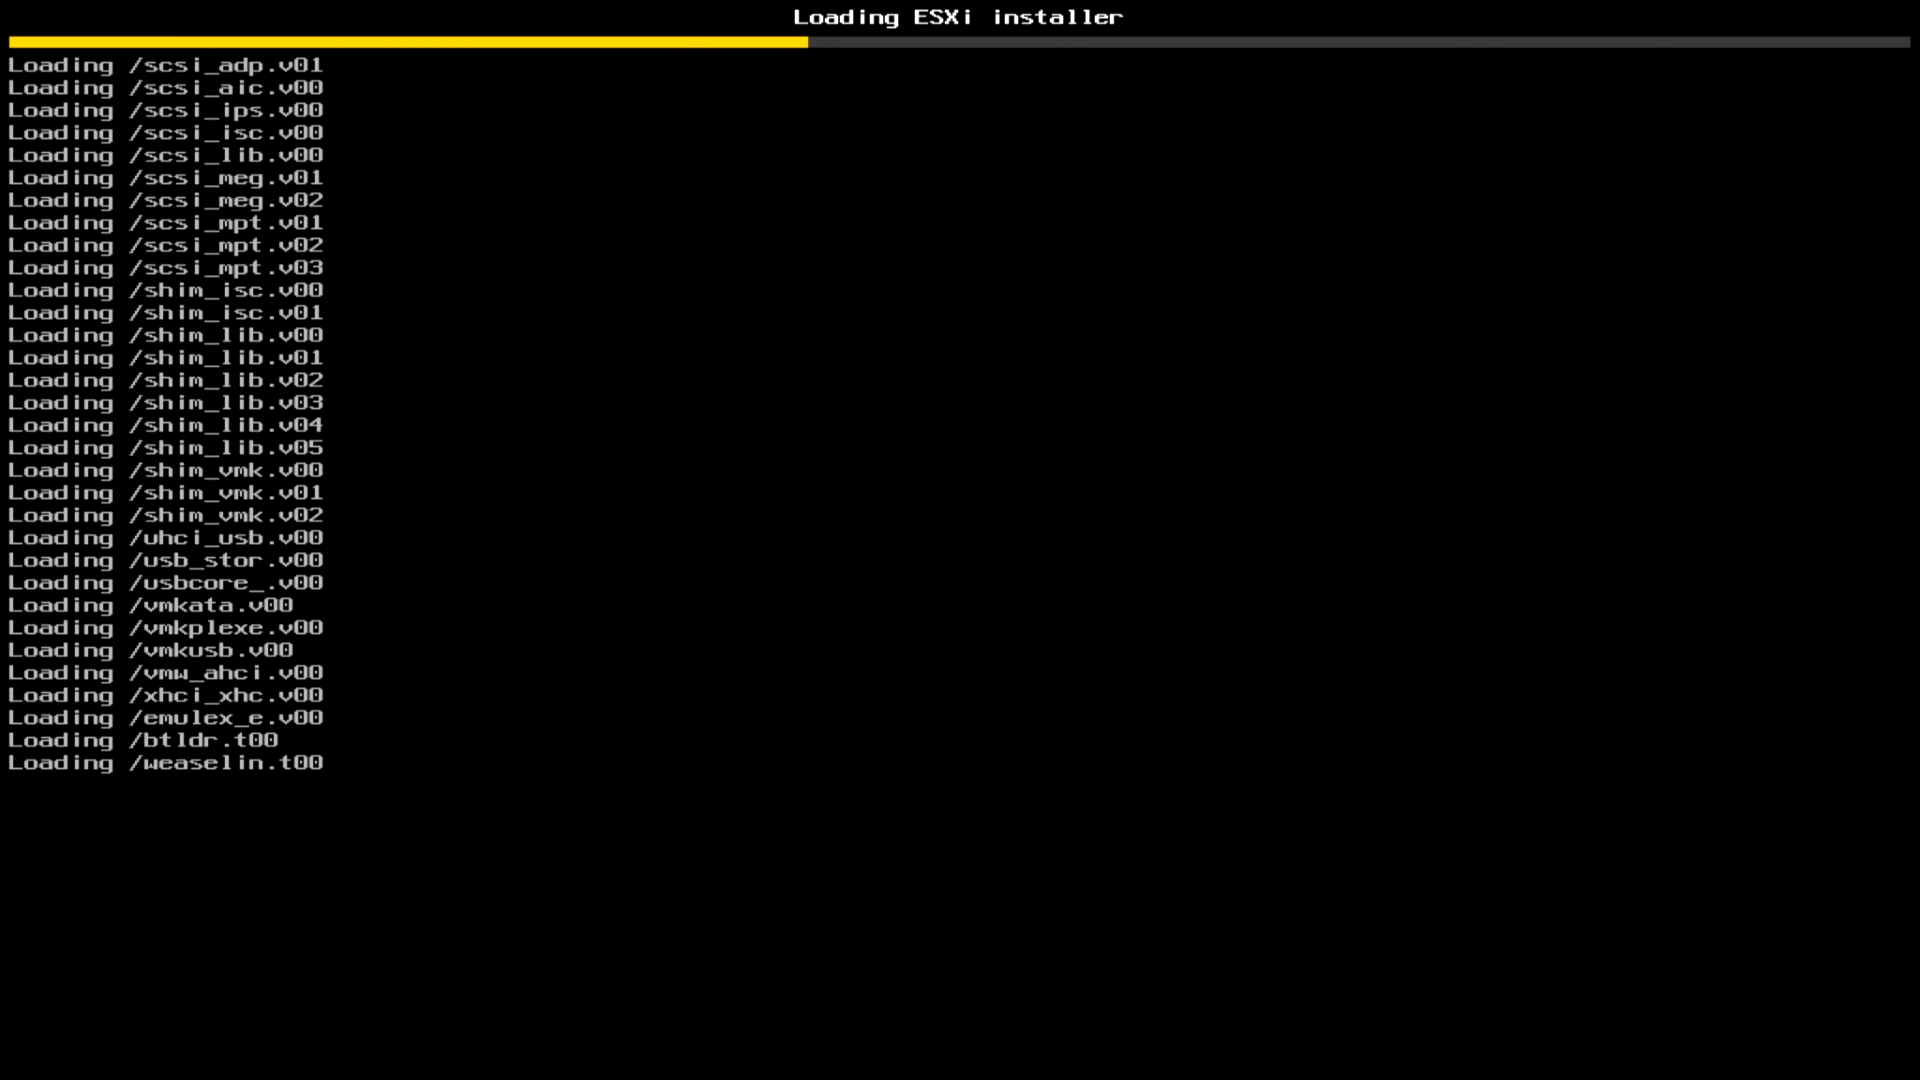 Loading ESXi installer
Loading /scsi_adp.v01
Loading /scsi_aic.v00
Loading /scsi_ips.v00
Loading /scsi_isc.v00
Loading /scsi_lib.v00
Loading /scsi_meg.v01
Loading /scsi_meg.v02
Loading /scsi_mpt.v01
Loading /scsi_mpt.v02
Loading /scsi_mpt.v03
Loading /shim_isc.v00
Loading /shim_isc.v01
Loading /shim_lib.v00
Loading /shim_lib.v01
Loading /shim_lib.v02
Loading /shim_lib.v03
Loading /shim_lib.v04
Loading /shim_lib.v05
Loading /shim_vmk.v00
Loading /shim_vmk.v01
Loading /shim_vmk.v02
Loading /uhci_usb.v00
Loading /usb_stor.v00
Loading /usbcore_.v00
Loading /vmkata.v00
Loading /vmkplexe.v00
Loading /vmkusb.v00
Loading /vmw_ahci.v00
Loading /xhci_xhc.v00
Loading /emulex_e.v00
Loading /btldr.t00
Loading /weaselin.t00